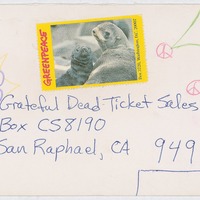 GREENPEACE
Grateful Dead Ticket Sales
Box CS8190
San Raphael, CA 949